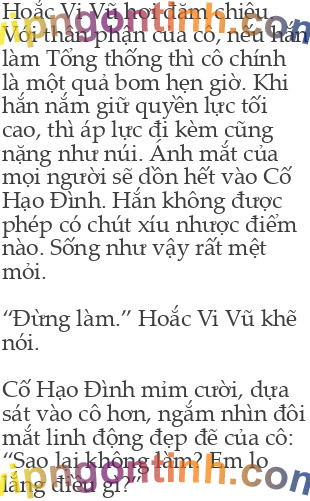 Hoắc Vi Vũ hơi đăm chiêu.
Với thân phận của cô, nếu hắn
làm Tổng thống thì cô chính
là một quả bom hẹn giờ. Khi
hắn nắm giữ quyền lực tối
cao, thì áp lực đi kèm cũng
nặng như núi. Ánh mắt của
mọi người sẽ dồn hết vào Cố
Hạo Đình. Hắn không được
phép có chút xíu nhược điểm
nào. Sống như vậy rất mệt
mỏi.
“Đừng làm.” Hoắc Vi Vũ khẽ
nói.
Cố Hạo Đình mỉm cười, dựa
sát vào cô hơn, ngắm nhìn đôi
mắt linh động đẹp đẽ của cô:
“Sao lại không làm? Em lo
lắng điều gì?”
vipngontinh.com
vipngontinh.com